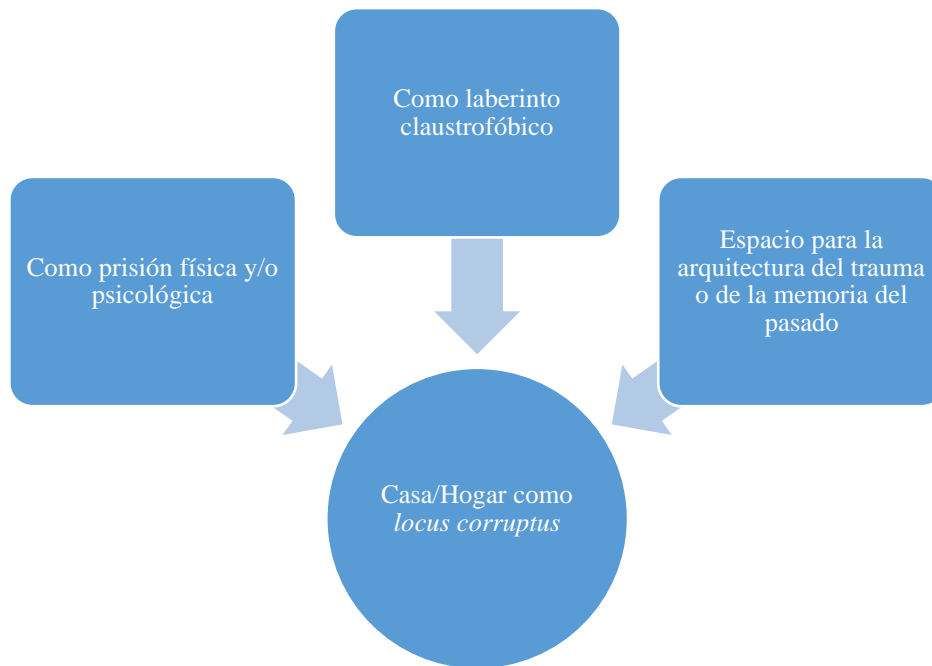 Como laberinto
claustrofóbico
Como prisión física y/o
psicológica
Espacio para la
arquitectura del trauma
o de la memoria del
pasado
Casa/Hogar como
locus corruptus